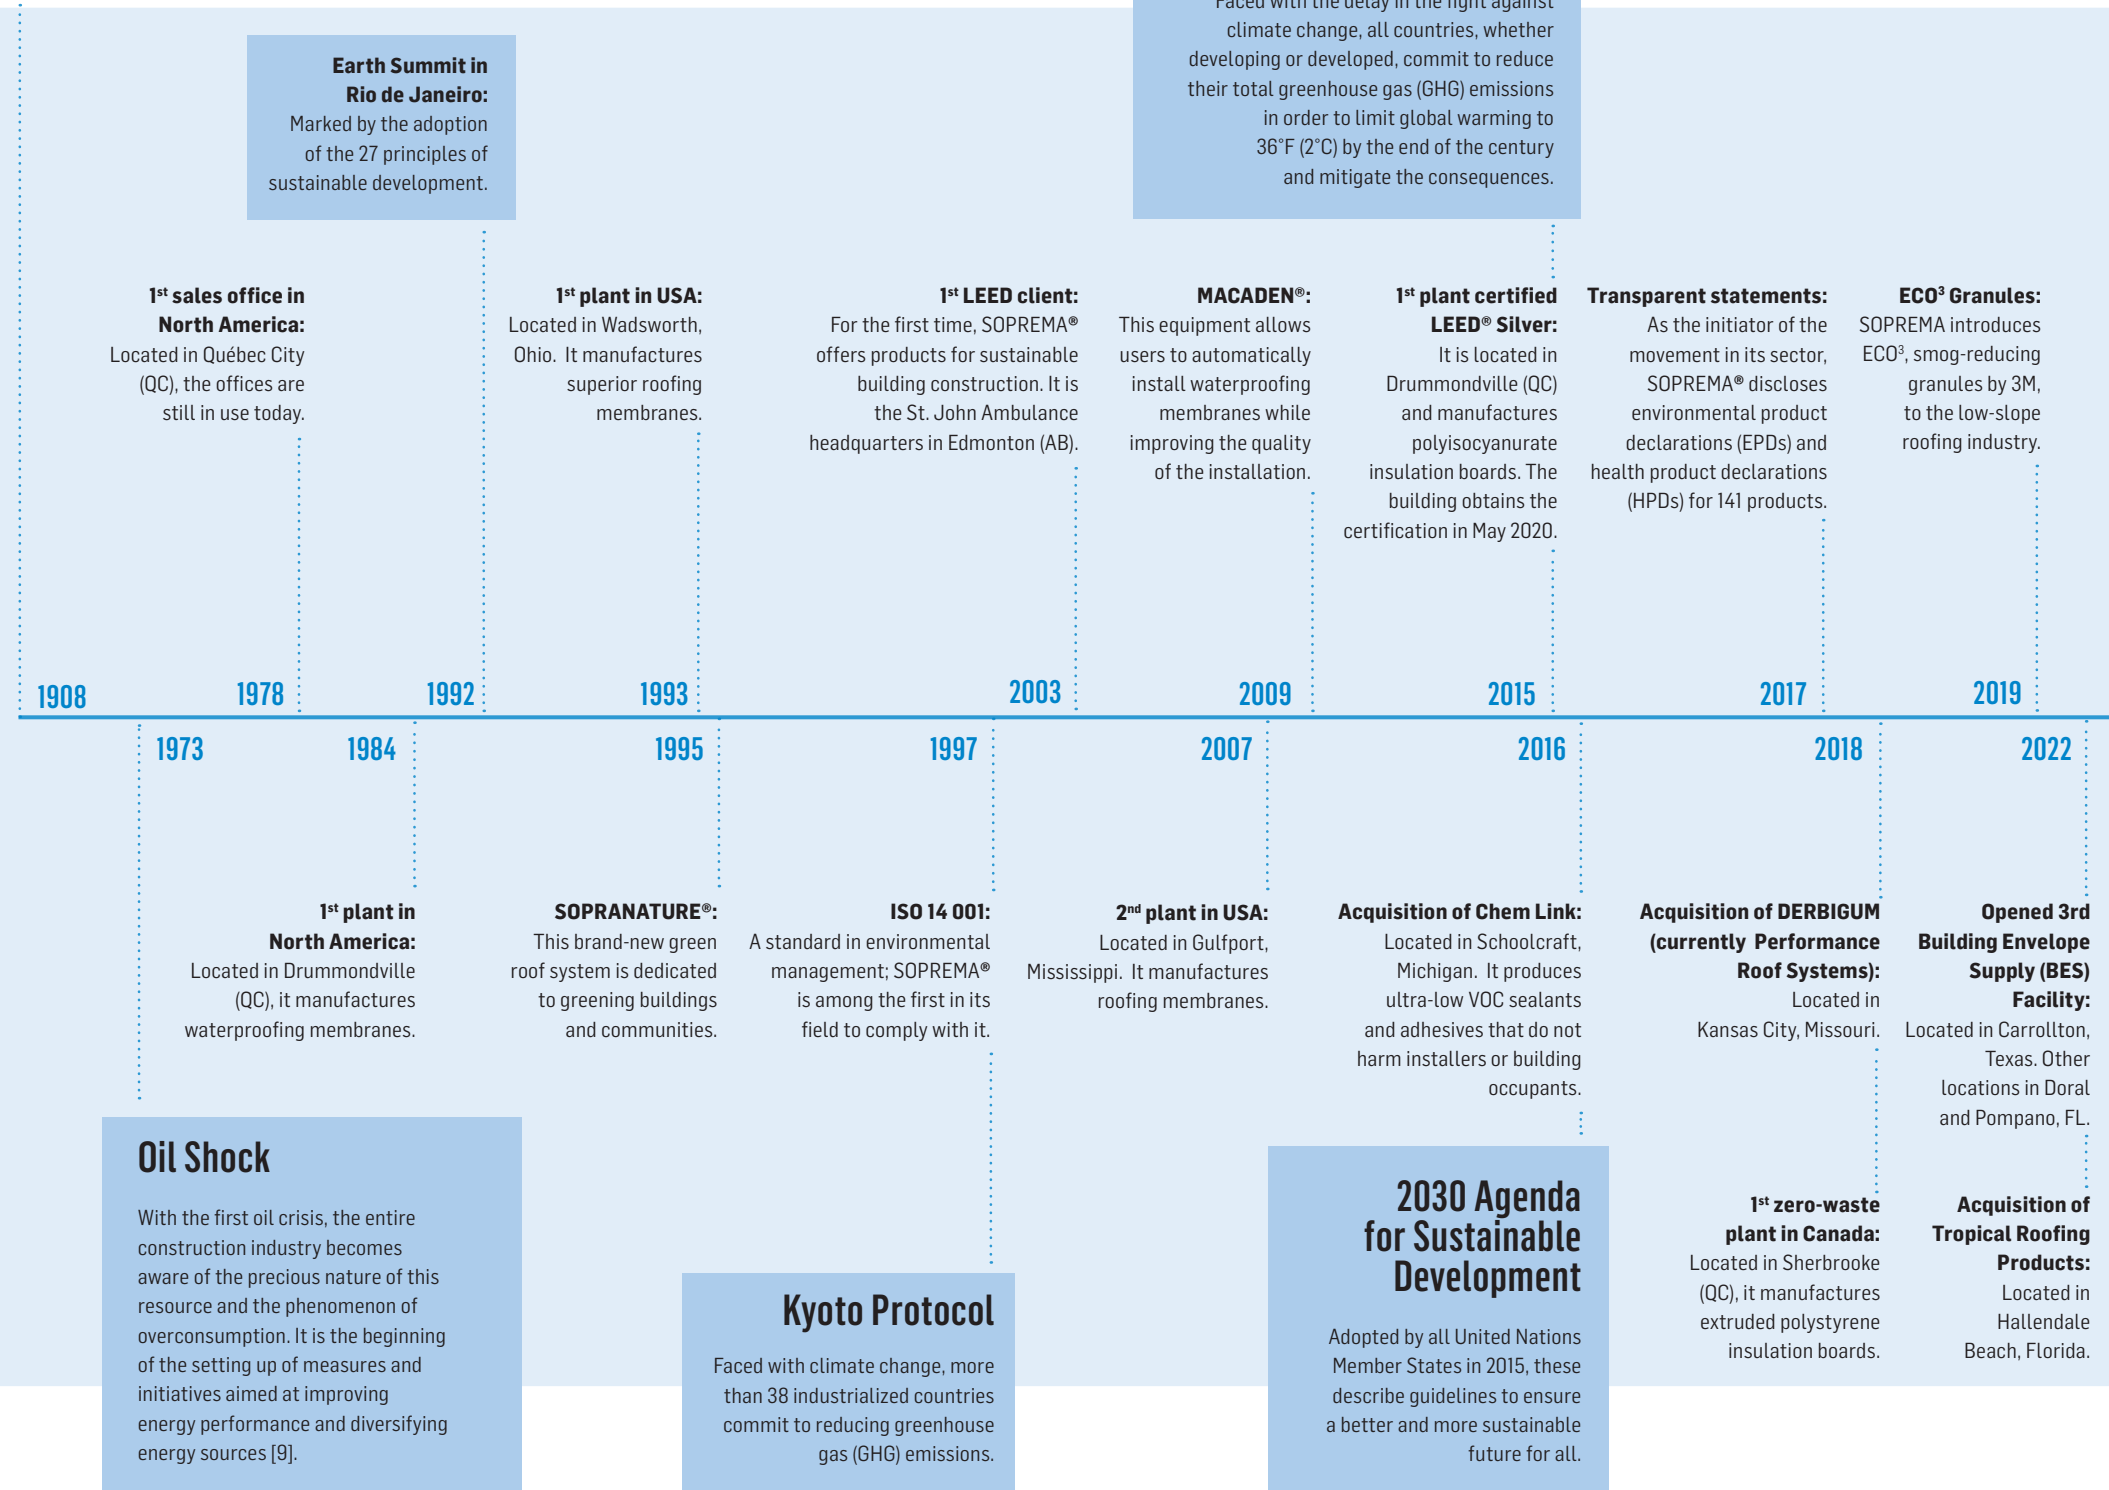 Faced with the delay in the fight against
climate change, all countries, whether
developing or developed, commit to reduce
their total greenhouse gas (GHG) emissions
in order to limit global warming to
36°F (2°C) by the end of the century
and mitigate the consequences.
Earth Summit in
Rio de Janeiro:
Marked by the adoption
of the 27 principles of
sustainable development.
1st sales office in
North America:
Located in Québec City
(QC), the offices are
still in use today.
1st plant in USA:
Located in Wadsworth,
Ohio. It manufactures
superior roofing
membranes.
1st LEED client:
For the first time, SOPREMA®
offers products for sustainable
building construction. It is
the St. John Ambulance
headquarters in Edmonton (AB).
MACADEN®:
This equipment allows
users to automatically
install waterproofing
membranes while
improving the quality
of the installation.
1st plant certified
LEED® Silver:
It is located in
Drummondville (QC)
and manufactures
polyisocyanurate
insulation boards. The
building obtains the
certification in May 2020.
Transparent statements:
As the initiator of the
movement in its sector,
SOPREMA® discloses
environmental product
declarations (EPDs) and
health product declarations
(HPDs) for 141 products.
ECO³ Granules:
SOPREMA introduces
ECO³, smog-reducing
granules by 3M,
to the low-slope
roofing industry.
1908
1978
1992
1993
2003
2009
2015
2017
2019
1973
1984
1995
1997
2007
2016
2018
2022
1st plant in
North America:
Located in Drummondville
(QC), it manufactures
waterproofing membranes.
SOPRANATURE®:
This brand-new green
roof system is dedicated
to greening buildings
and communities.
ISO 14 001:
A standard in environmental
management; SOPREMA®
is among the first in its
field to comply with it.
2nd plant in USA:
Located in Gulfport,
Mississippi. It manufactures
roofing membranes.
Acquisition of Chem Link:
Located in Schoolcraft,
Michigan. It produces
ultra-low VOC sealants
and adhesives that do not
harm installers or building
occupants.
Acquisition of DERBIGUM
(currently Performance
Roof Systems):
Located in
Kansas City, Missouri.
Opened 3rd
Building Envelope
Supply (BES)
Facility:
Located in Carrollton,
Texas. Other
locations in Doral
and Pompano, FL.
Oil Shock
With the first oil crisis, the entire
construction industry becomes
aware of the precious nature of this
resource and the phenomenon of
overconsumption. It is the beginning
of the setting up of measures and
initiatives aimed at improving
energy performance and diversifying
energy sources [9].
Kyoto Protocol
Faced with climate change, more
than 38 industrialized countries
commit to reducing greenhouse
gas (GHG) emissions.
2030 Agenda
for Sustainable
Development
Adopted by all United Nations
Member States in 2015, these
describe guidelines to ensure
a better and more sustainable
future for all.
1st zero-waste
plant in Canada:
Located in Sherbrooke
(QC), it manufactures
extruded polystyrene
insulation boards.
Acquisition of
Tropical Roofing
Products:
Located in
Hallendale
Beach, Florida.